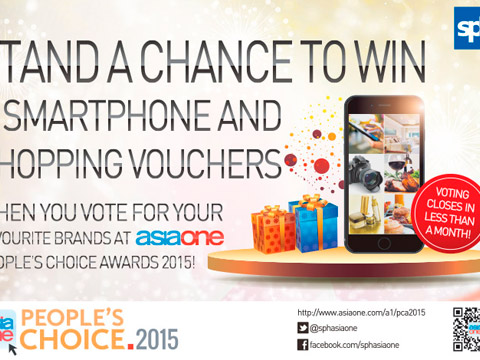 sp
TAND A CHANCE TO WIN
SMARTPHONE AND
HOPPING VOUCHERS
HEN YOU VOTE FOR YOUR
VOURITE BRANDS AT asiaone
OPLE'S CHOICE AWARDS 2015!
VOTING
CLOSES IN
LESS THAN
A MONTH!
PEOPLE'S
CHOICE.2015
http://www.asiaone.com/a1/pca2015
@sphasiaone
facebook.com/sphasiaone